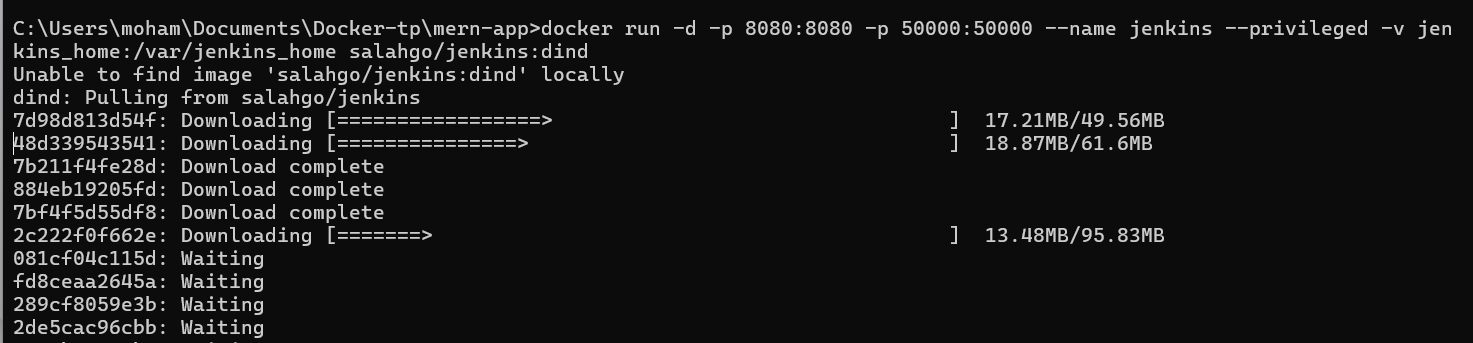 C:\Users\moham\Documents\Docker-tp\mern-app>docker run -d -p 8080:8080 -p 50000:50000 --name jenkins --privileged -v jen
kins_home:/var/jenkins_home salahgo/jenkins:dind
Unable to find image 'salahgo/jenkins:dind' locally
dind: Pulling from salahgo/jenkins
7d98d813d54f: Downloading [=================>                                 ]  17.21MB/49.56MB
48d339543541: Downloading [===============>                                   ]  18.87MB/61.6MB
7b211f4fe28d: Download complete
884eb19205fd: Download complete
7bf4f5d55df8: Download complete
2c222f0f662e: Downloading [=======>                                           ]  13.48MB/95.83MB
081cf04c115d: Waiting
fd8ceaa2645a: Waiting
289cf8059e3b: Waiting
2de5cac96cbb: Waiting